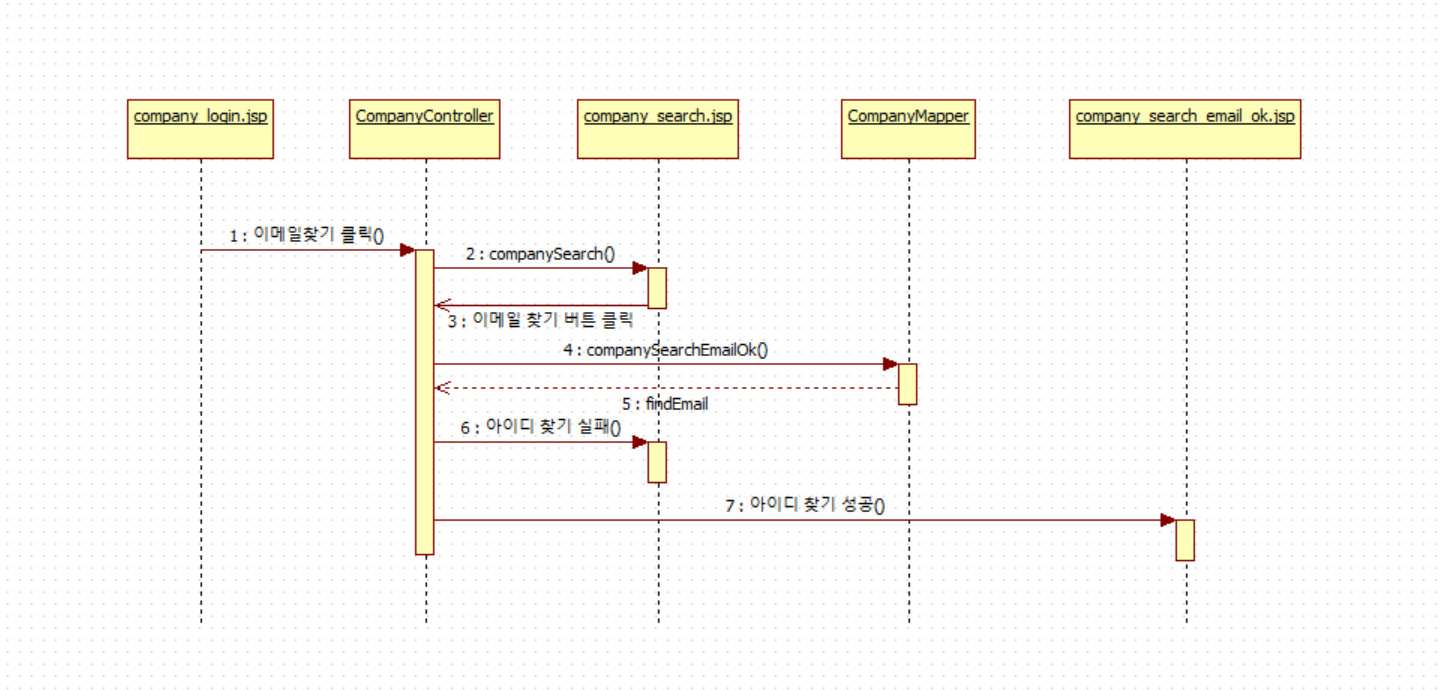 company_login.jsp
CompanyController
company_search.jsp
CompanyMapper
company_search_email_ok.jsp
1 : 이메일찾기 클릭()
2 : companySearch()
3 : 이메일 찾기 버튼 클릭
4 : companySearchEmailOk()
5 : findEmail
6 : 아이디 찾기 실패()
7 : 아이디 찾기 성공()